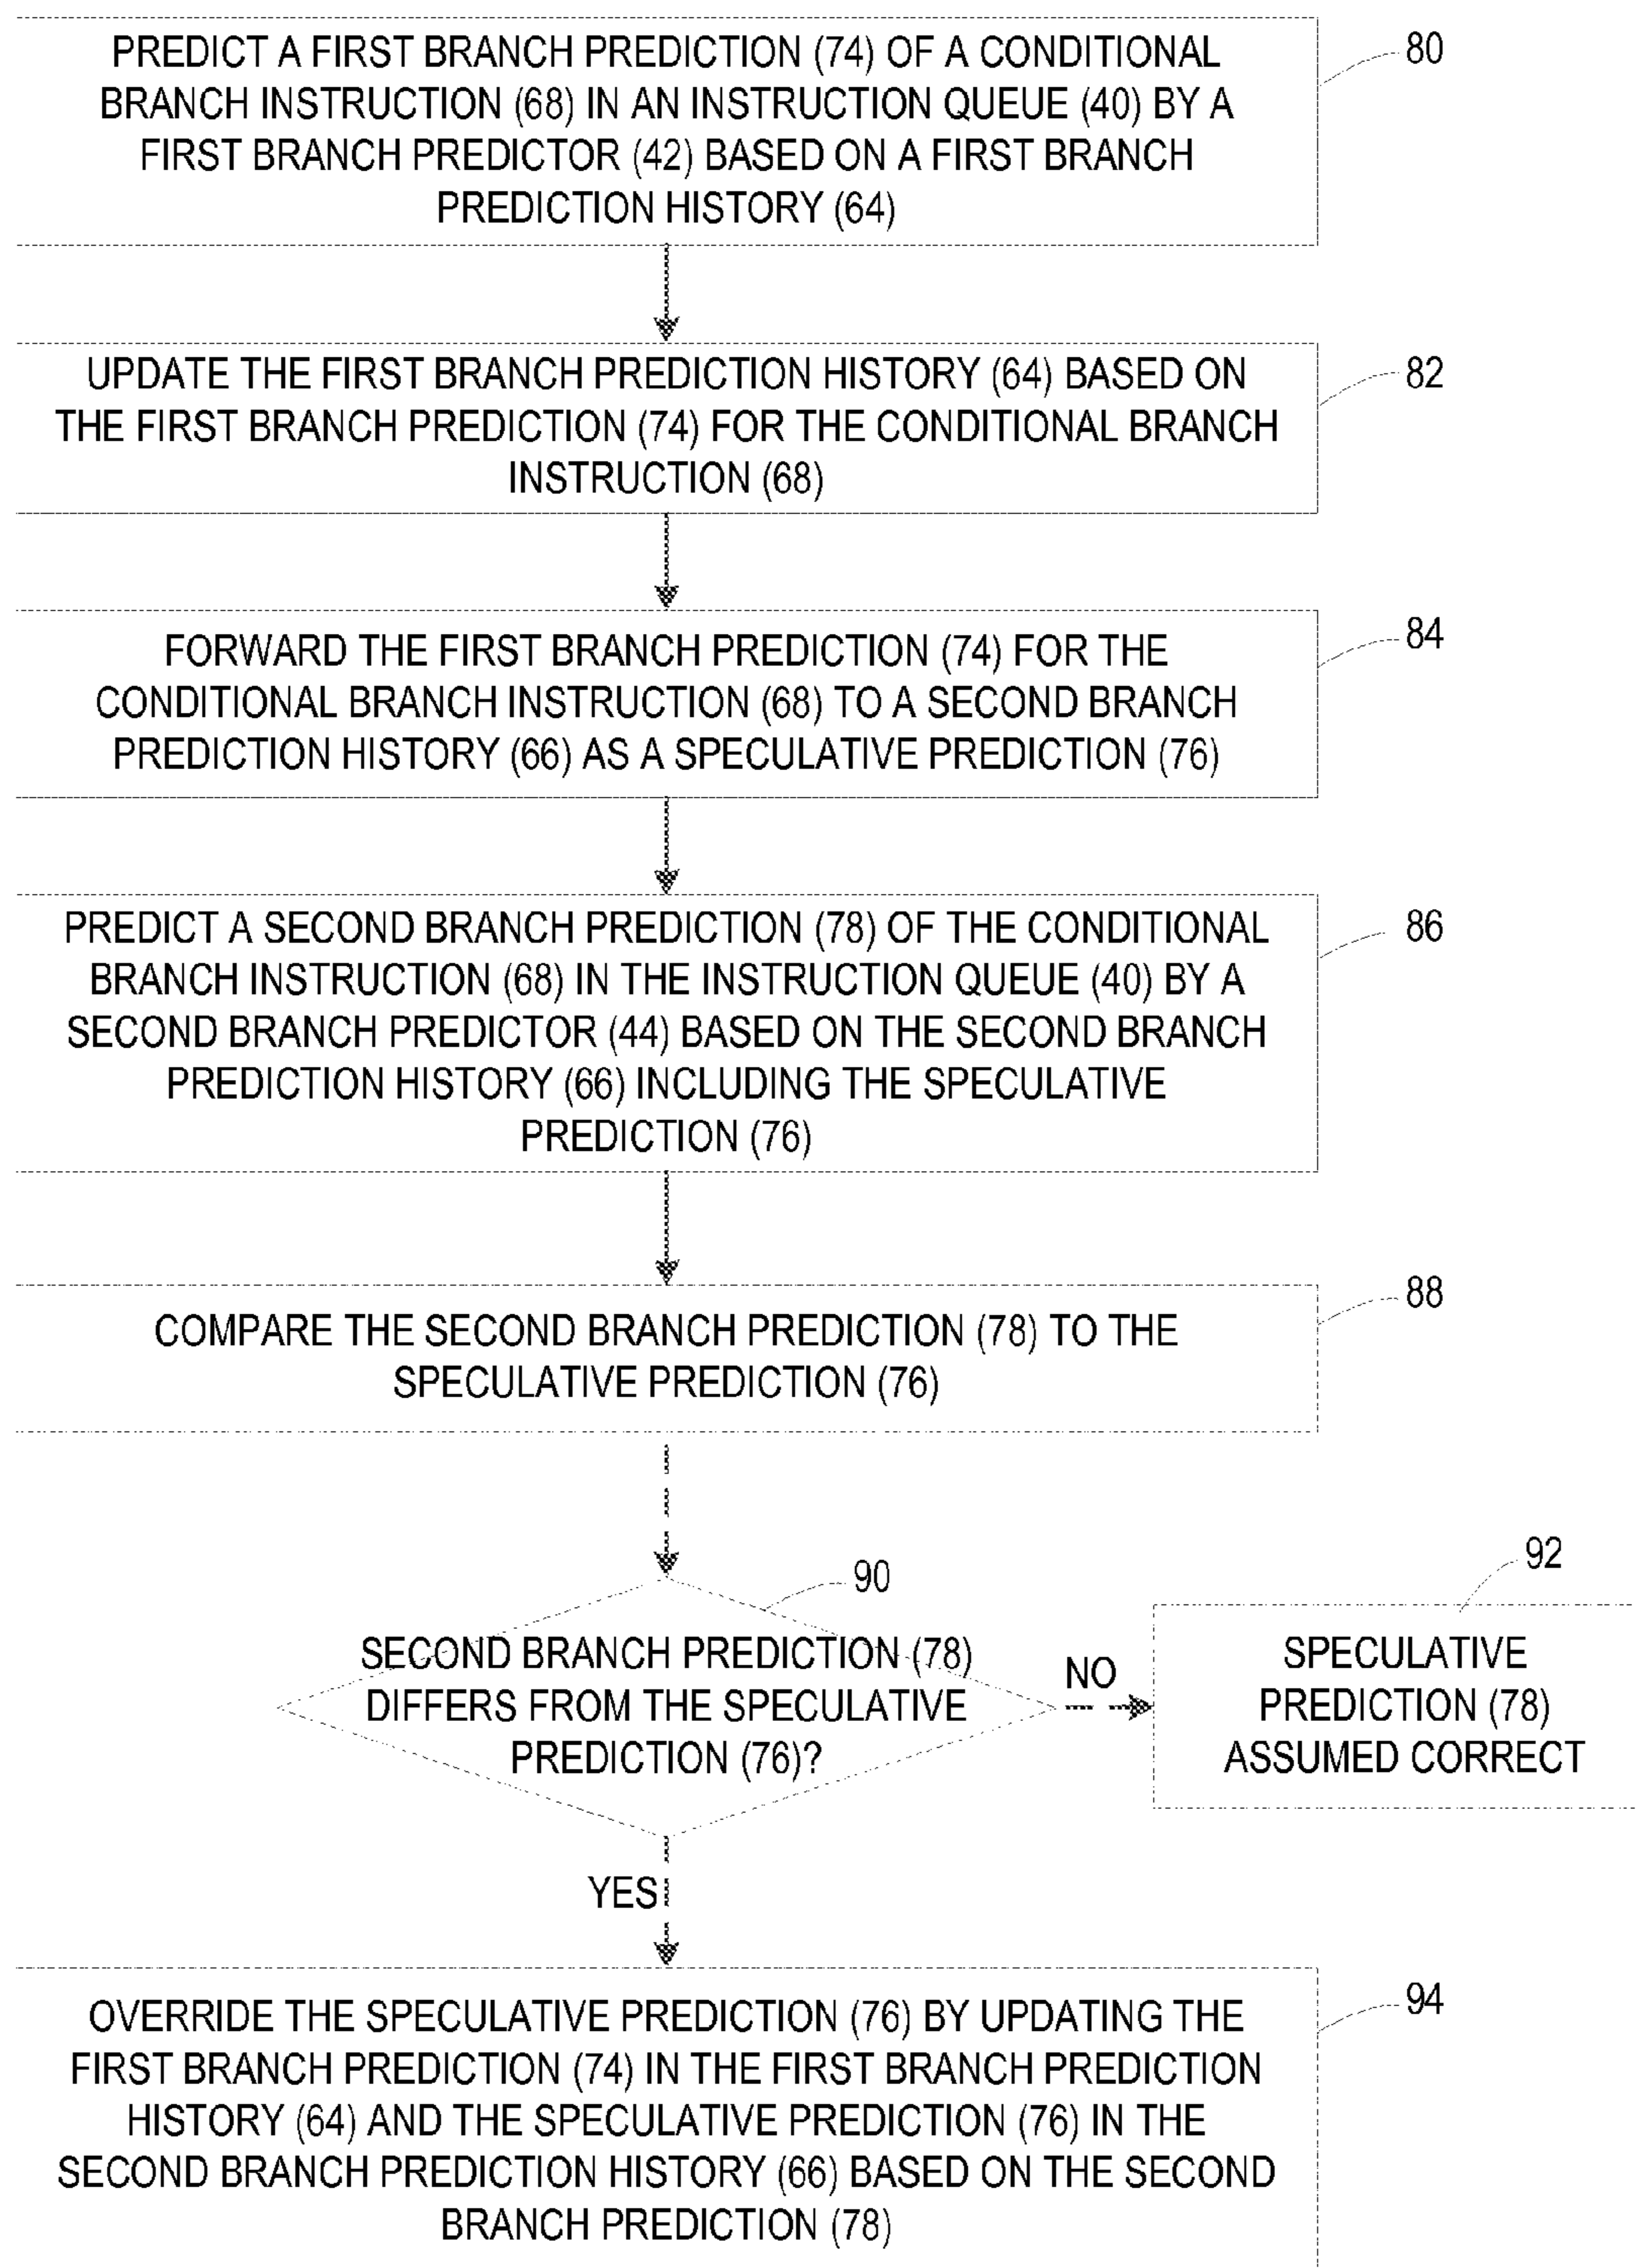 PREDICT A FIRST BRANCH PREDICTION (74) OF A CONDITIONAL
BRANCH INSTRUCTION (68) IN AN INSTRUCTION QUEUE (40) BY A
FIRST BRANCH PREDICTOR (42) BASED ON A FIRST BRANCH
PREDICTION HISTORY (64)
80
UPDATE THE FIRST BRANCH PREDICTION HISTORY (64) BASED ON
THE FIRST BRANCH PREDICTION (74) FOR THE CONDITIONAL BRANCH
INSTRUCTION (68)
82
FORWARD THE FIRST BRANCH PREDICTION (74) FOR THE
CONDITIONAL BRANCH INSTRUCTION (68) TO A SECOND BRANCH
PREDICTION HISTORY (66) AS A SPECULATIVE PREDICTION (76)
84
PREDICT A SECOND BRANCH PREDICTION (78) OF THE CONDITIONAL
BRANCH INSTRUCTION (68) IN THE INSTRUCTION QUEUE (40) BY A
SECOND BRANCH PREDICTOR (44) BASED ON THE SECOND BRANCH
PREDICTION HISTORY (66) INCLUDING THE SPECULATIVE
PREDICTION (76)
86
COMPARE THE SECOND BRANCH PREDICTION (78) TO THE
SPECULATIVE PREDICTION (76)
88
SECOND BRANCH PREDICTION (78)
DIFFERS FROM THE SPECULATIVE
PREDICTION (76)?
90
NO
SPECULATIVE
PREDICTION (78)
ASSUMED CORRECT
92
YES
OVERRIDE THE SPECULATIVE PREDICTION (76) BY UPDATING THE
FIRST BRANCH PREDICTION (74) IN THE FIRST BRANCH PREDICTION
HISTORY (64) AND THE SPECULATIVE PREDICTION (76) IN THE
SECOND BRANCH PREDICTION HISTORY (66) BASED ON THE SECOND
BRANCH PREDICTION (78)
94